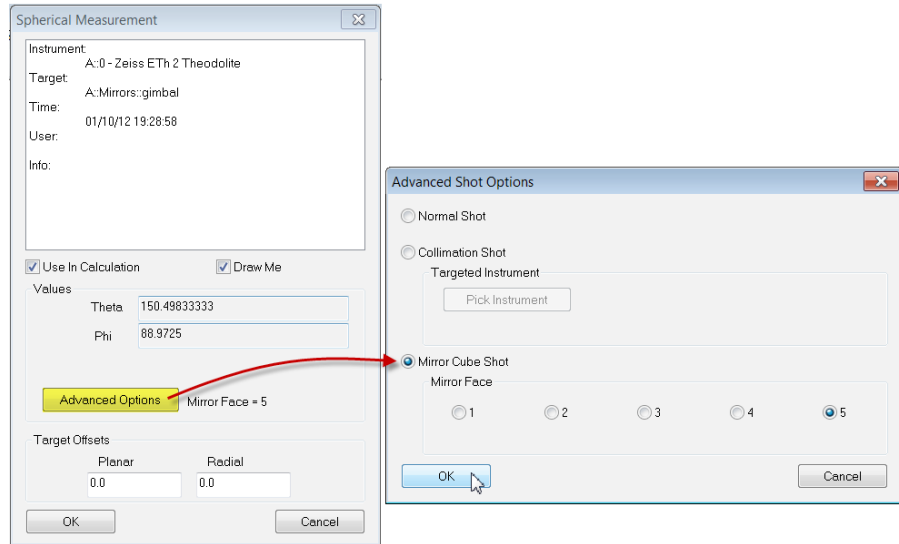 Spherical Measurement
Instrument:
A::0 - Zeiss ETh 2 Theodolite
Target:
A::Mirrors::gimbal
Time:
01/10/12 19:28:58
User:
Info:
Use In Calculation
Draw Me
Values
Theta 150.49833333
Phi 88.9725
Advanced Options Mirror Face = 5
Target Offsets
Planar Radial
0.0 0.0
OK Cancel
Advanced Shot Options
Normal Shot
Collimation Shot
Targeted Instrument
Pick Instrument
Mirror Cube Shot
Mirror Face
1 2 3 4 5
OK Cancel